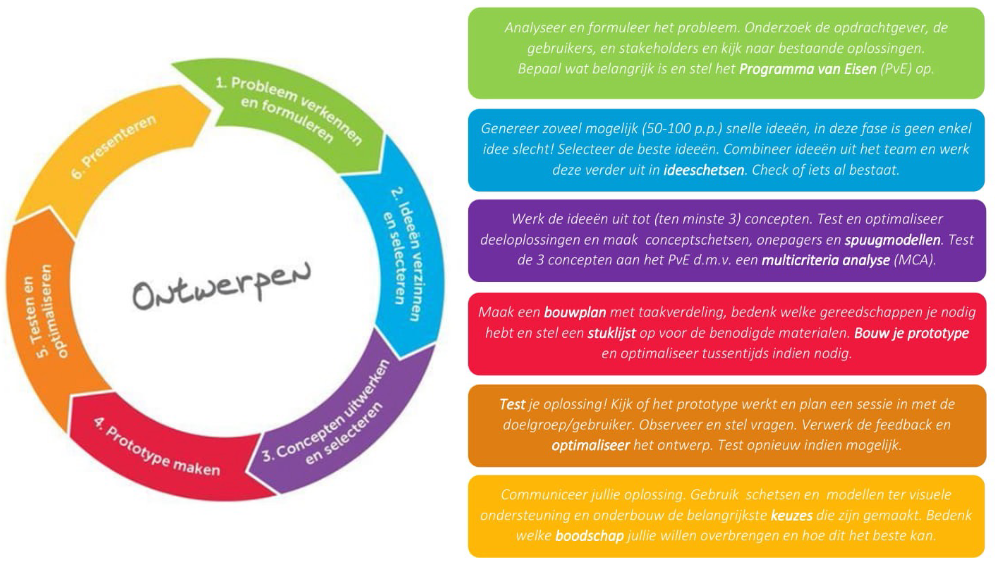 1. Probleem verkennen
en formuleren
2. Ideeën verzinnen
en selecteren
3. Concepten uitwerken
en selecteren
4. Prototype maken
5. Testen en
optimaliseren
6. Presenteren
Ontwerpen
Analyseer en formuleer het probleem. Onderzoek de opdrachtgever, de
gebruikers, en stakeholders en kijk naar bestaande oplossingen.
Bepaal wat belangrijk is en stel het Programma van Eisen (PvE) op.
Genereer zoveel mogelijk (50-100 p.p.) snelle ideeën, in deze fase is geen enkel
idee slecht! Selecteer de beste ideeën. Combineer ideeën uit het team en werk
deze verder uit in ideeschetsen. Check of iets al bestaat.
Werk de ideeën uit tot (ten minste 3) concepten. Test en optimaliseer
deeloplossingen en maak conceptschetsen, onepagers en spuugmodellen. Test
de 3 concepten aan het PvE d.m.v. een multicriteria analyse (MCA).
Maak een bouwplan met taakverdeling, bedenk welke gereedschappen je nodig
hebt en stel een stuklijst op voor de benodigde materialen. Bouw je prototype
en optimaliseer tussentijds indien nodig.
Test je oplossing! Kijk of het prototype werkt en plan een sessie in met de
doelgroep/gebruiker. Observeer en stel vragen. Verwerk de feedback en
optimaliseer het ontwerp. Test opnieuw indien mogelijk.
Communiceer jullie oplossing. Gebruik schetsen en modellen ter visuele
ondersteuning en onderbouw de belangrijkste keuzes die zijn gemaakt. Bedenk
welke boodschap jullie willen overbrengen en hoe dit het beste kan.